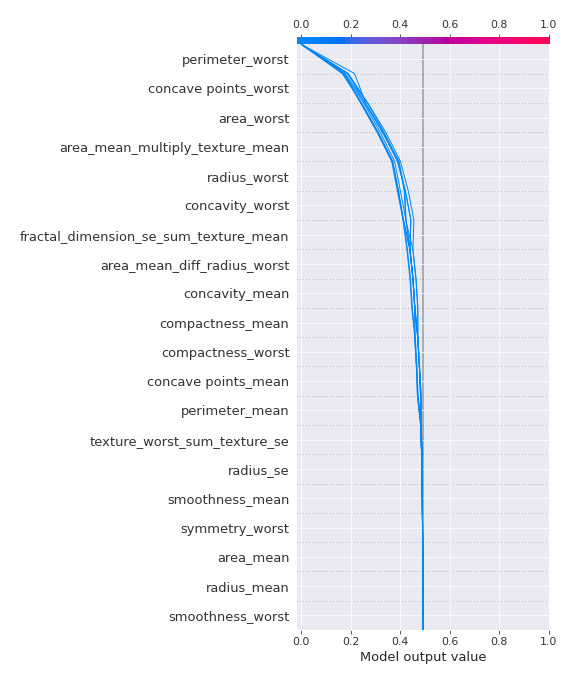 0.0 0.2 0.4 0.6 0.8 1.0
perimeter_worst
concave points_worst
area_worst
area_mean_multiply_texture_mean
radius_worst
concavity_worst
fractal_dimension_se_sum_texture_mean
area_mean_diff_radius_worst
concavity_mean
compactness_mean
compactness_worst
concave points_mean
perimeter_mean
texture_worst_sum_texture_se
radius_se
smoothness_mean
symmetry_worst
area_mean
radius_mean
smoothness_worst
0.0 0.2 0.4 0.6 0.8 1.0
Model output value